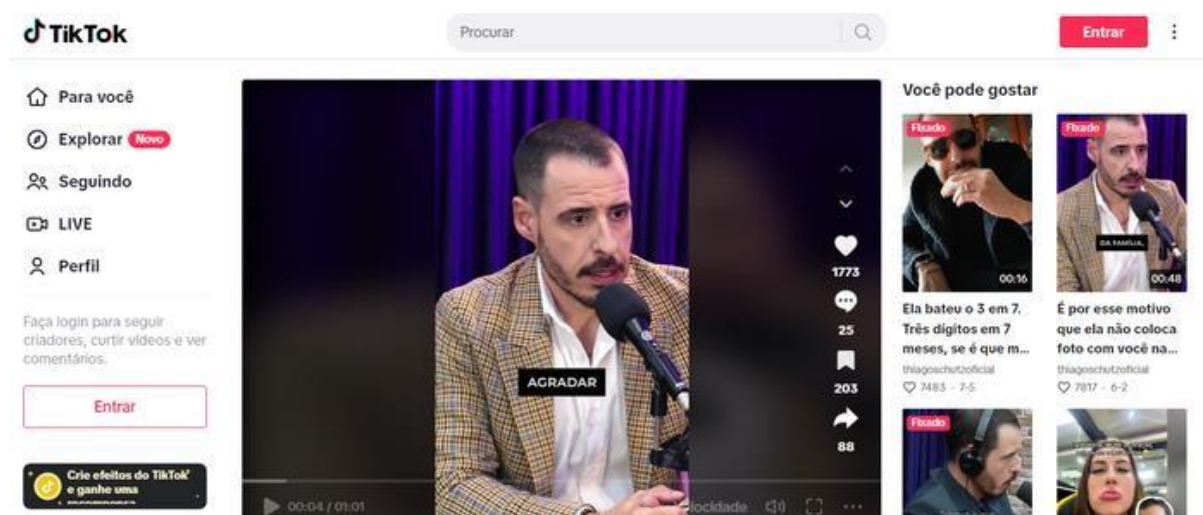 TikTok
Procurar
Entrar
Para você
Explorar Novo
Seguindo
LIVE
Perfil
Faça login para seguir
criadores, curtir vídeos e ver
comentários.
Entrar
Crie efeitos do TikTok
e ganhe uma
recompensa
AGRADAR
1773
25
203
88
00:04 / 01:01
locidade
Você pode gostar
Fixado
00:16
Ela bateu o 3 em 7.
Três dígitos em 7
meses, se é que m...
thiagoschutzoficial
7483 · 7-5
Fixado
DA FAMÍLIA,
00:48
É por esse motivo
que ela não coloca
foto com você na...
thiagoschutzoficial
7817 · 6-2
Fixado